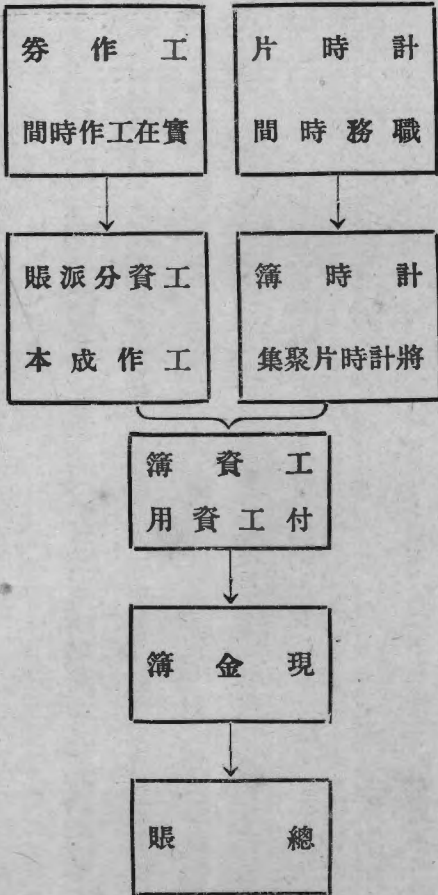 計時片
職務時間
工作券
實在工作時間
計時簿
將計時片聚集
工資分派賬
工作成本
工資簿
付工資用
現金簿
總賬